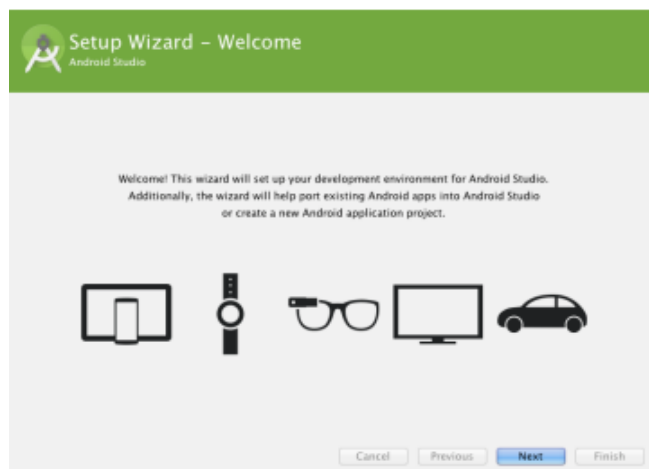 Setup Wizard – Welcome
Android Studio
Welcome! This wizard will set up your development environment for Android Studio.
Additionally, the wizard will help port existing Android apps into Android Studio
or create a new Android application project.
Cancel Previous Next Finish